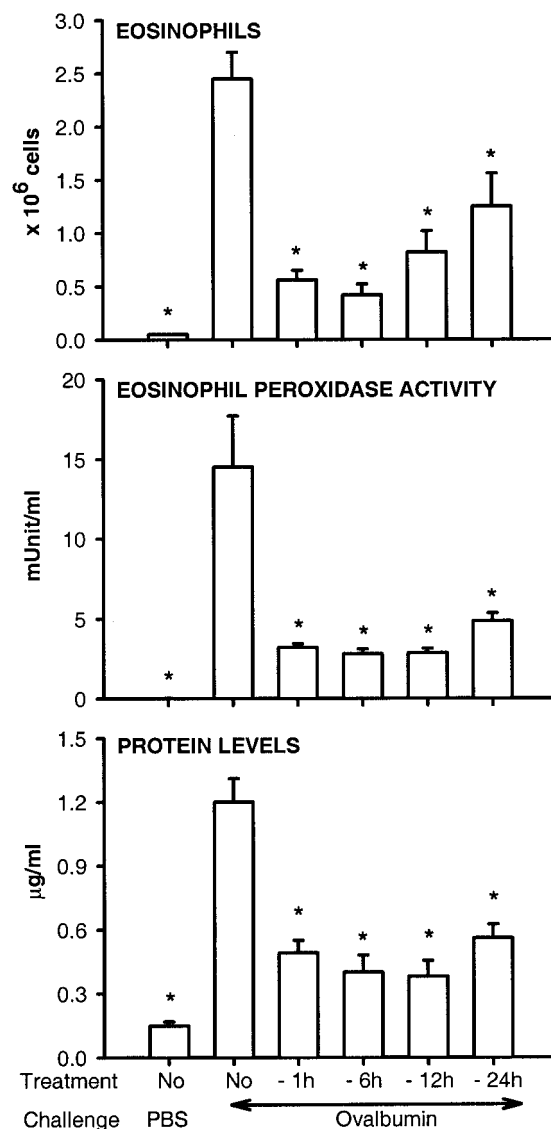 EOSINOPHILS
x 10⁶ cells
3.0
2.5
2.0
1.5
1.0
0.5
0.0
* * * * *
EOSINOPHIL PEROXIDASE ACTIVITY
mUnit/ml
20
15
10
5
0
* * * * *
PROTEIN LEVELS
µg/ml
1.5
1.2
0.9
0.6
0.3
0.0
* * * * *
Treatment No No - 1h - 6h - 12h - 24h
Challenge PBS Ovalbumin